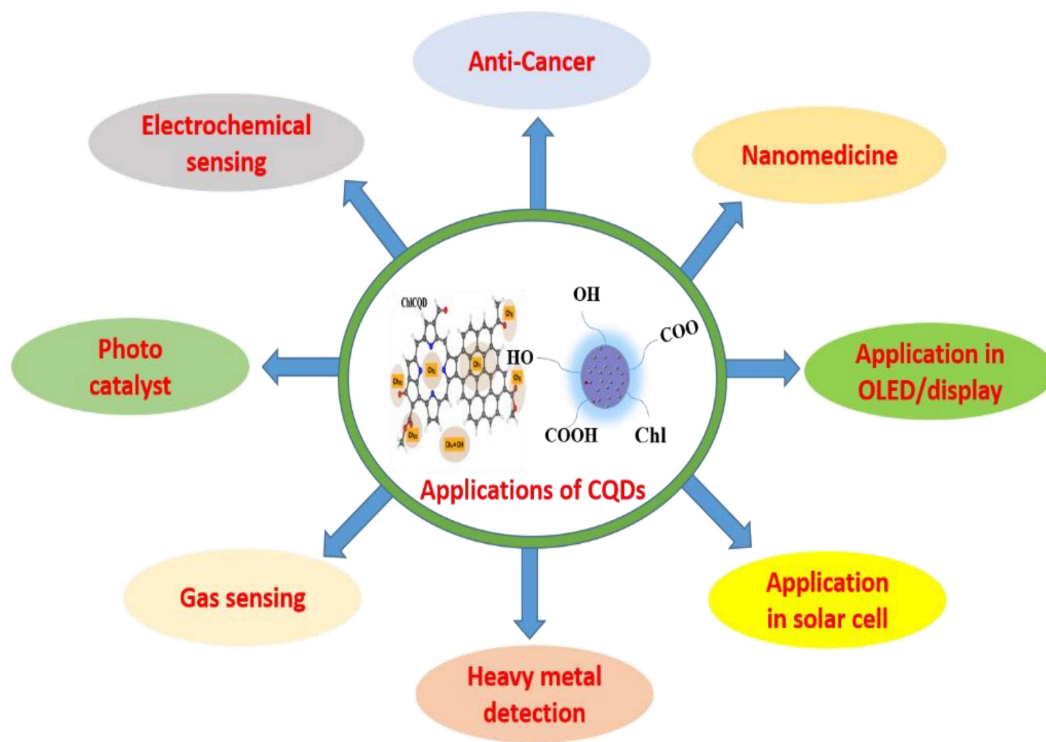 Anti-Cancer
Electrochemical
sensing
Nanomedicine
ChlCQD
OH
COO
HO
COOH
Chl
Applications of CQDs
Photo
catalyst
Application in
OLED/display
Gas sensing
Application
in solar cell
Heavy metal
detection